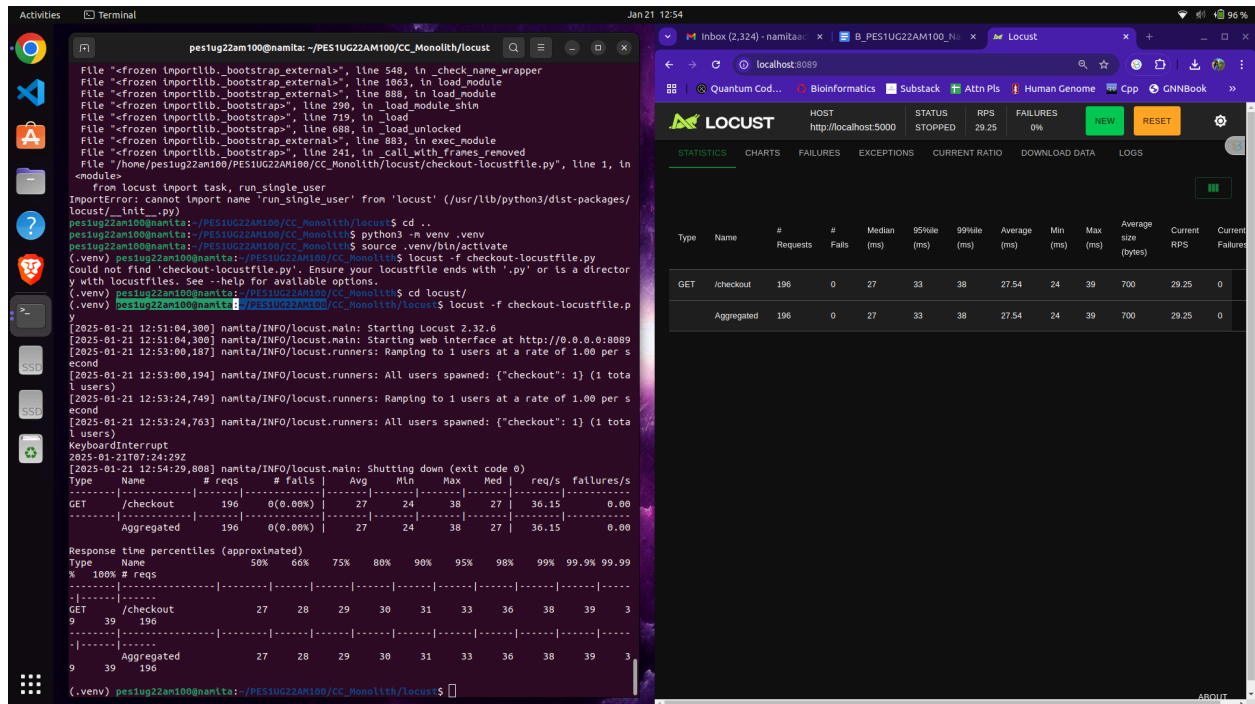 Activities
Terminal
Jan 21 12:54
96 %
pes1ug22am100@namita: ~/PES1UG22AM100/CC_Monolith/locust
File "<frozen importlib._bootstrap_external>", line 548, in _check_name_wrapper
File "<frozen importlib._bootstrap_external>", line 1063, in load_module
File "<frozen importlib._bootstrap_external>", line 888, in load_module
File "<frozen importlib._bootstrap>", line 290, in _load_module_shim
File "<frozen importlib._bootstrap>", line 719, in _load
File "<frozen importlib._bootstrap>", line 688, in _load_unlocked
File "<frozen importlib._bootstrap_external>", line 883, in exec_module
File "<frozen importlib._bootstrap>", line 241, in _call_with_frames_removed
File "/home/pes1ug22am100/PES1UG22AM100/CC_Monolith/locust/checkout-locustfile.py", line 1, in
<module>
from locust import task, run_single_user
ImportError: cannot import name 'run_single_user' from 'locust' (/usr/lib/python3/dist-packages/
locust/__init__.py)
pes1ug22am100@namita:~/PES1UG22AM100/CC_Monolith/locust$ cd ..
pes1ug22am100@namita:~/PES1UG22AM100/CC_Monolith$ python3 -m venv .venv
pes1ug22am100@namita:~/PES1UG22AM100/CC_Monolith$ source .venv/bin/activate
(.venv) pes1ug22am100@namita:~/PES1UG22AM100/CC_Monolith$ locust -f checkout-locustfile.py
Could not find 'checkout-locustfile.py'. Ensure your locustfile ends with '.py' or is a director
y with locustfiles. See --help for available options.
(.venv) pes1ug22am100@namita:~/PES1UG22AM100/CC_Monolith$ cd locust/
(.venv) pes1ug22am100@namita:~/PES1UG22AM100/CC_Monolith/locust$ locust -f checkout-locustfile.p
y
[2025-01-21 12:51:04,300] namita/INFO/locust.main: Starting Locust 2.32.6
[2025-01-21 12:51:04,300] namita/INFO/locust.main: Starting web interface at http://0.0.0.0:8089
[2025-01-21 12:53:00,187] namita/INFO/locust.runners: Ramping to 1 users at a rate of 1.00 per s
econd
[2025-01-21 12:53:00,194] namita/INFO/locust.runners: All users spawned: {"checkout": 1} (1 tota
l users)
[2025-01-21 12:53:24,749] namita/INFO/locust.runners: Ramping to 1 users at a rate of 1.00 per s
econd
[2025-01-21 12:53:24,763] namita/INFO/locust.runners: All users spawned: {"checkout": 1} (1 tota
l users)
KeyboardInterrupt
2025-01-21T07:24:29Z
[2025-01-21 12:54:29,808] namita/INFO/locust.main: Shutting down (exit code 0)
Type Name # reqs # fails | Avg Min Max Med | req/s failures/s
--------|------------|-------|-------------|-------|-------|-------|-------|--------|-----------
GET /checkout 196 0(0.00%) | 27 24 38 27 | 36.15 0.00
--------|------------|-------|-------------|-------|-------|-------|-------|--------|-----------
Aggregated 196 0(0.00%) | 27 24 38 27 | 36.15 0.00
Response time percentiles (approximated)
Type Name 50% 66% 75% 80% 90% 95% 98% 99% 99.9% 99.99
% 100% # reqs
--------|----------------|--------|------|------|------|------|------|------|------|------|-----
-|------|------
GET /checkout 27 28 29 30 31 33 36 38 39 3
9 39 196
--------|----------------|--------|------|------|------|------|------|------|------|------|-----
-|------|------
Aggregated 27 28 29 30 31 33 36 38 39 3
9 39 196
(.venv) pes1ug22am100@namita:~/PES1UG22AM100/CC_Monolith/locust$
SSD
SSD
Inbox (2,324) - namitaac
B_PES1UG22AM100_Na
Locust
localhost:8089
Quantum Cod...
Bioinformatics
Substack
Attn Pls
Human Genome
Cpp
GNNBook
LOCUST
HOST
http://localhost:5000
STATUS
STOPPED
RPS
29.25
FAILURES
0%
NEW
RESET
STATISTICS CHARTS FAILURES EXCEPTIONS CURRENT RATIO DOWNLOAD DATA LOGS
Type Name # Requests # Fails Median (ms) 95%ile (ms) 99%ile (ms) Average (ms) Min (ms) Max (ms) Average size (bytes) Current RPS Current Failures
GET /checkout 196 0 27 33 38 27.54 24 39 700 29.25 0
Aggregated 196 0 27 33 38 27.54 24 39 700 29.25 0
ABOUT